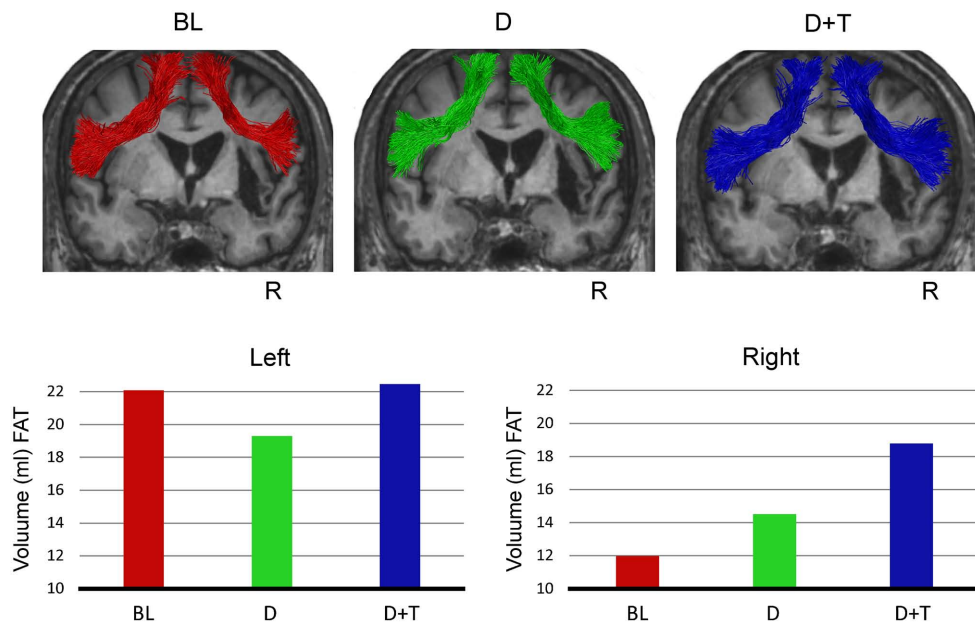 BL
D
D+T
R
R
R
Left
Voluume (ml) FAT
22
20
18
16
14
12
10
BL
D
D+T
Right
Voluume (ml) FAT
22
20
18
16
14
12
10
BL
D
D+T